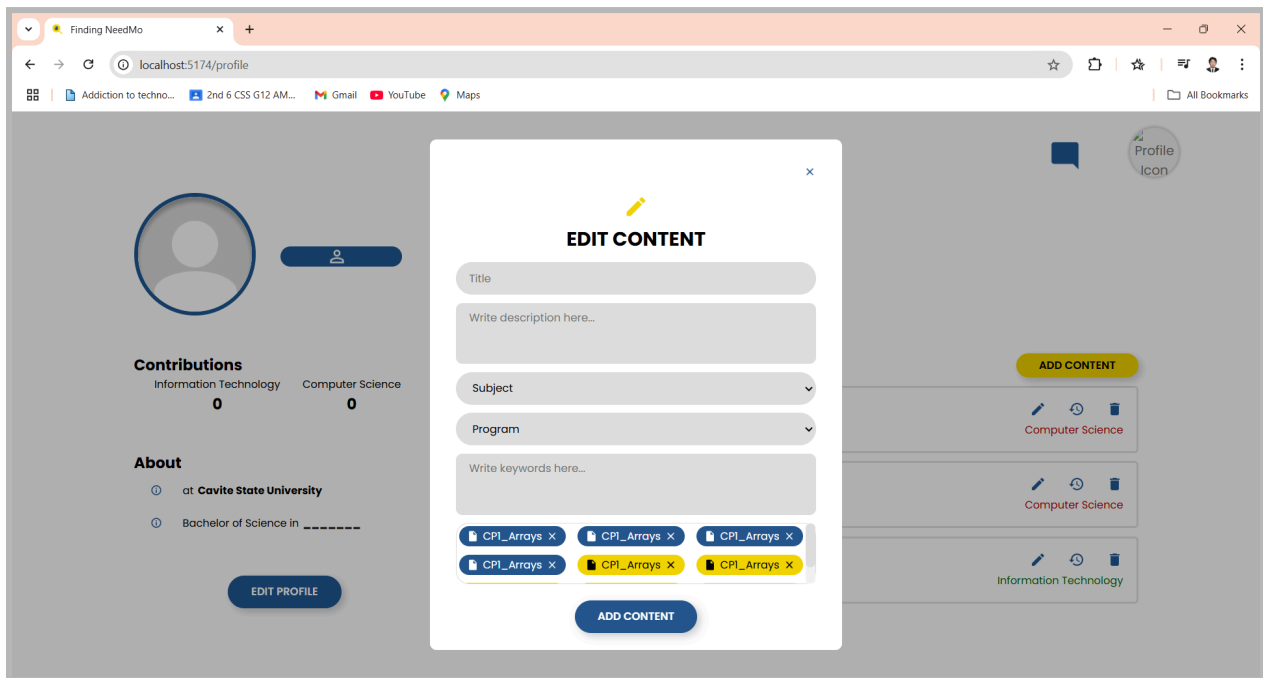 Finding NeedMo
localhost:5174/profile
Addiction to techno... 2nd 6 CSS G12 AM... Gmail YouTube Maps All Bookmarks
Profile
Icon
×
EDIT CONTENT
Title
Write description here...
Subject
Program
Write keywords here...
CP1_Arrays × CP1_Arrays × CP1_Arrays ×
CP1_Arrays × CP1_Arrays × CP1_Arrays ×
ADD CONTENT
Contributions
Information Technology Computer Science
0 0
About
at Cavite State University
Bachelor of Science in _______
EDIT PROFILE
ADD CONTENT
Computer Science
Computer Science
Information Technology